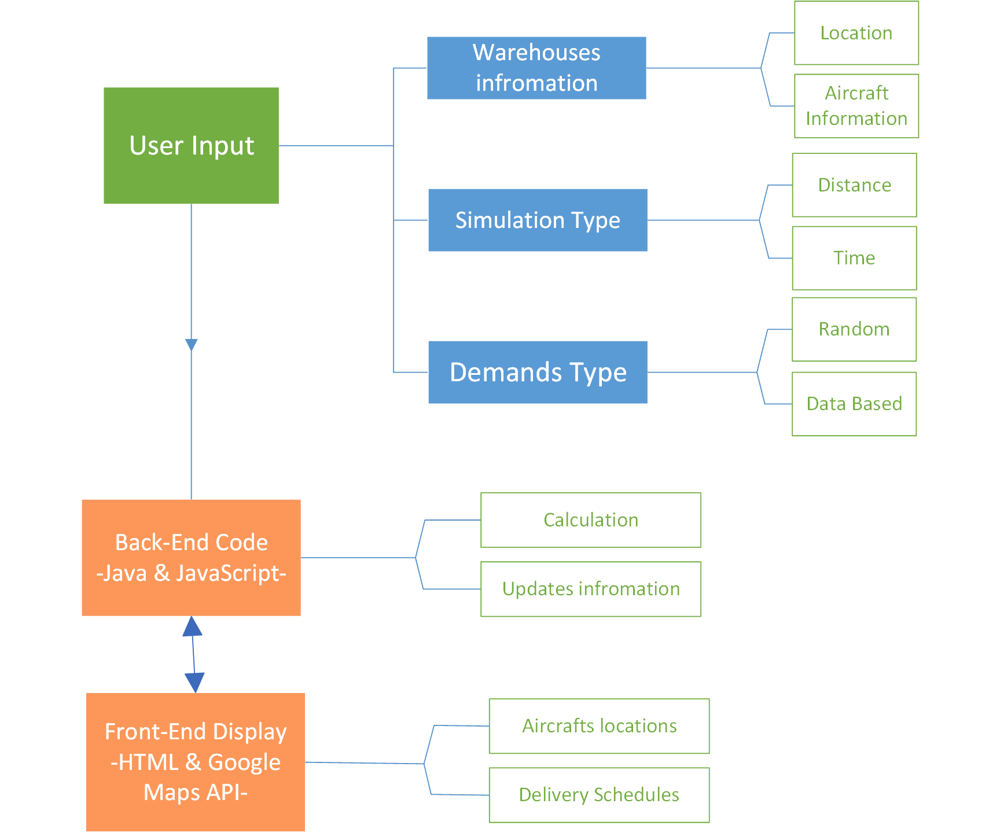 User Input
Warehouses
infromation
Location
Aircraft
Information
Simulation Type
Distance
Time
Demands Type
Random
Data Based
Back-End Code
-Java & JavaScript-
Calculation
Updates infromation
Front-End Display
-HTML & Google
Maps API-
Aircrafts locations
Delivery Schedules